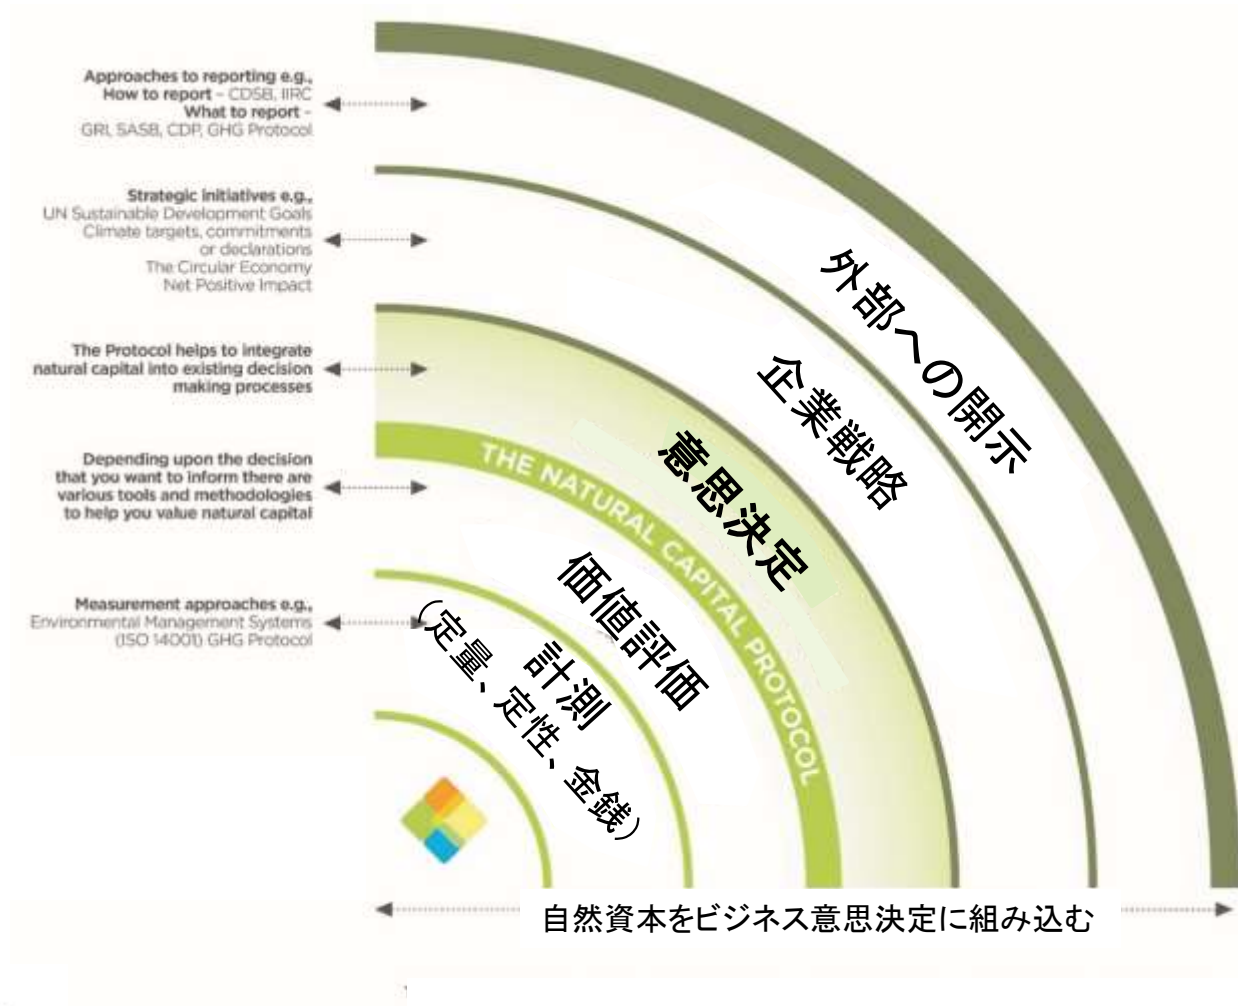 Approaches to reporting e.g.,
How to report – CDSB, IIRC
What to report –
GRI, SASB, CDP, GHG Protocol
Strategic initiatives e.g.,
UN Sustainable Development Goals
Climate targets, commitments
or declarations
The Circular Economy
Net Positive Impact
The Protocol helps to integrate
natural capital into existing decision
making processes
Depending upon the decision
that you want to inform there are
various tools and methodologies
to help you value natural capital
Measurement approaches e.g.,
Environmental Management Systems
(ISO 14001) GHG Protocol
外部への開示
企業戦略
意思決定
THE NATURAL CAPITAL PROTOCOL
価値評価
計測
（定量、定性、金銭）
自然資本をビジネス意思決定に組み込む